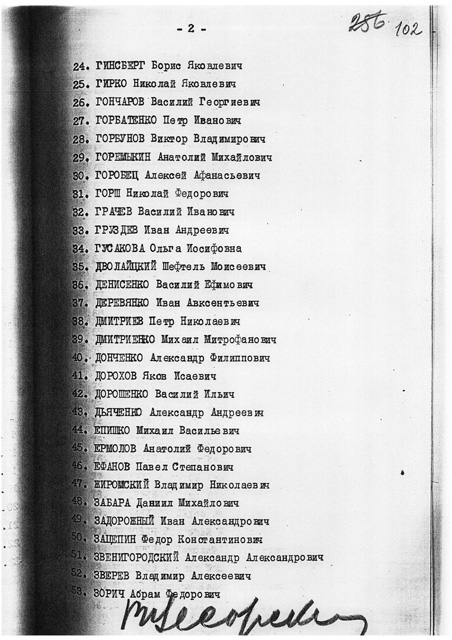 - 2 -
256 102
24. ГИНСБЕРГ Борис Яковлевич
25. ГИРКО Николай Яковлевич
26. ГОНЧАРОВ Василий Георгиевич
27. ГОРБАТЕНКО Петр Иванович
28. ГОРБУНОВ Виктор Владимирович
29. ГОРЕМЫКИН Анатолий Михайлович
30. ГОРОБЕЦ Алексей Афанасьевич
31. ГОРШ Николай Федорович
32. ГРАЧЕВ Василий Иванович
33. ГРУЗДЕВ Иван Андреевич
34. ГУСАКОВА Ольга Иосифовна
35. ДВОЛАЙЦКИЙ Шефтель Моисеевич
36. ДЕНИСЕНКО Василий Ефимович
37. ДЕРЕВЯНКО Иван Авксентьевич
38. ДМИТРИЕВ Петр Николаевич
39. ДМИТРИЕНКО Михаил Митрофанович
40. ДОНЧЕНКО Александр Филиппович
41. ДОРОХОВ Яков Исаевич
42. ДОРОШЕНКО Василий Ильич
43. ДЬЯЧЕНКО Александр Андреевич
44. ЕПИШКО Михаил Васильевич
45. ЕРМОЛОВ Анатолий Федорович
46. ЕФАНОВ Павел Степанович
47. ЖИРОМСКИЙ Владимир Николаевич
48. ЗАБАРА Даниил Михайлович
49. ЗАДОРОЖНЫЙ Иван Александрович
50. ЗАЦЕПИН Федор Константинович
51. ЗВЕНИГОРОДСКИЙ Александр Александрович
52. ЗВЕРЕВ Владимир Алексеевич
53. ЗОРИЧ Абрам Федорович